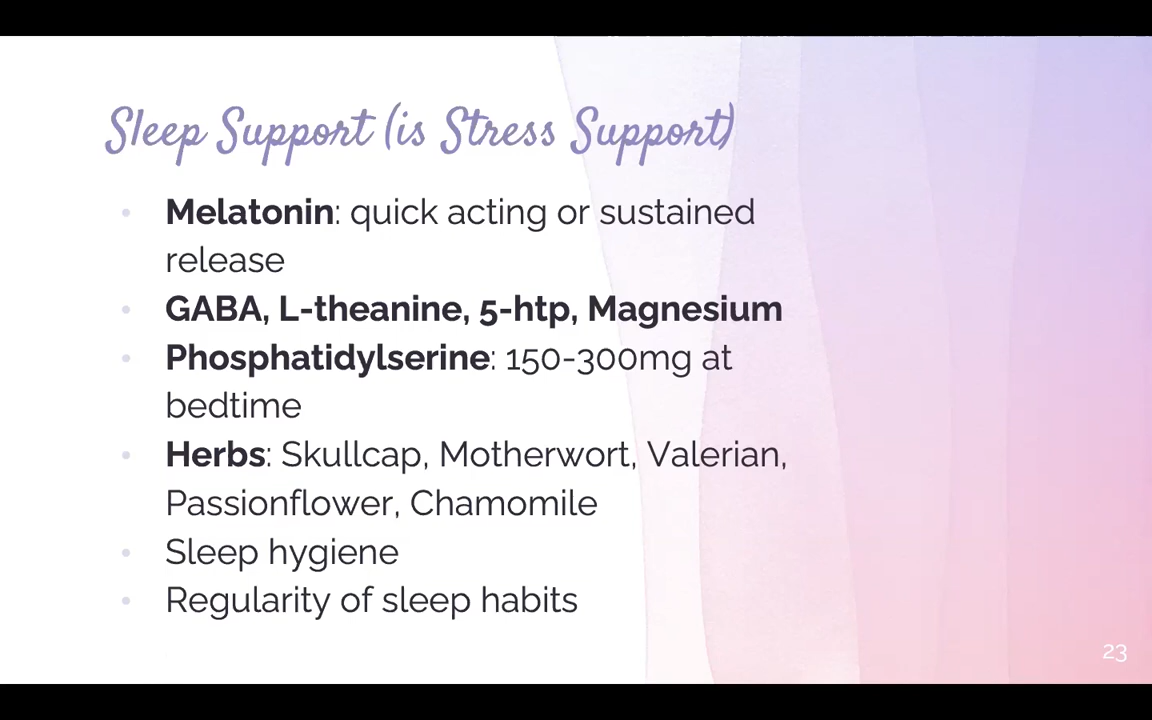 Sleep Support (is Stress Support)
• Melatonin: quick acting or sustained
release
• GABA, L-theanine, 5-htp, Magnesium
• Phosphatidylserine: 150-300mg at
bedtime
• Herbs: Skullcap, Motherwort, Valerian,
Passionflower, Chamomile
• Sleep hygiene
• Regularity of sleep habits
23